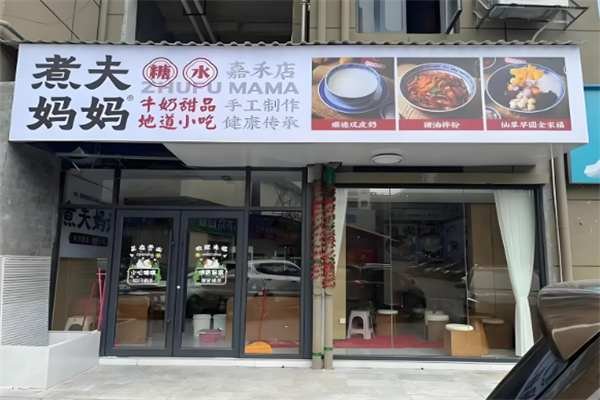 煮夫
妈妈®
糖水
牛奶甜品
地道小吃
嘉禾店
ZHUFU MAMA
手工制作
健康传承
顺德双皮奶
猪油拌粉
仙草芋圆全家福
煮夫妈